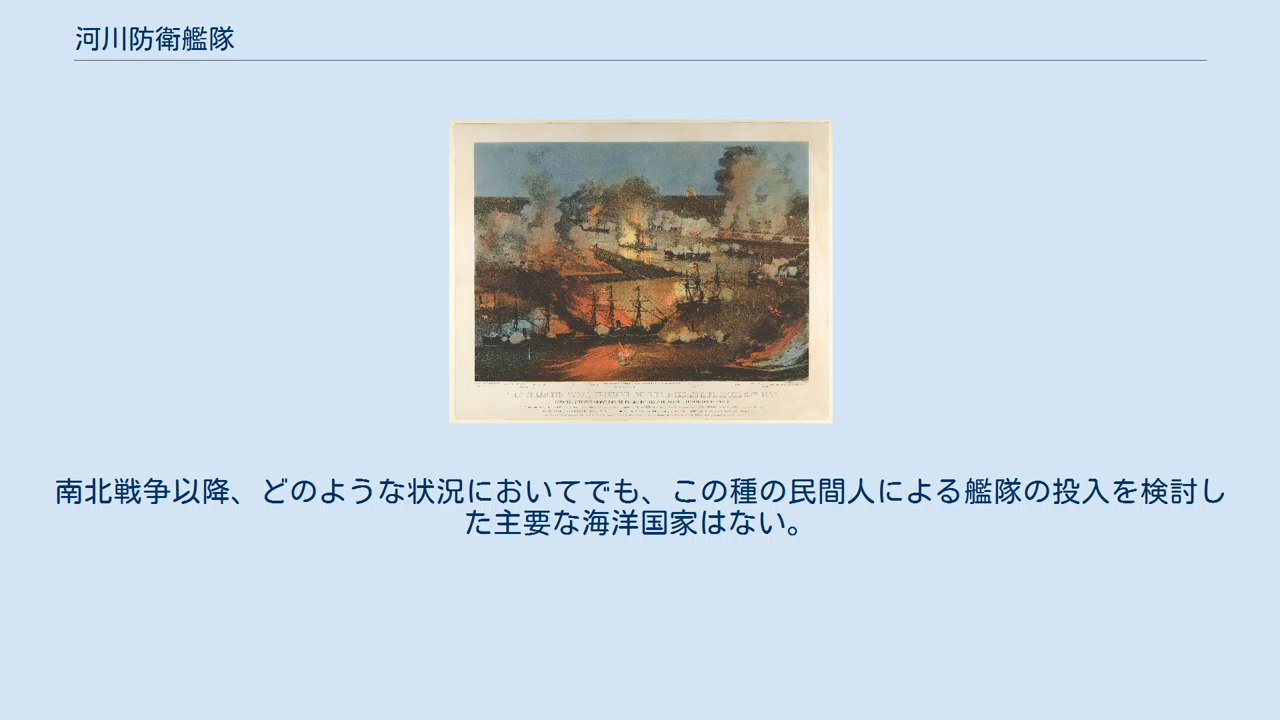 河川防衛艦隊
南北戦争以降、どのような状況においてでも、この種の民間人による艦隊の投入を検討し
た主要な海洋国家はない。